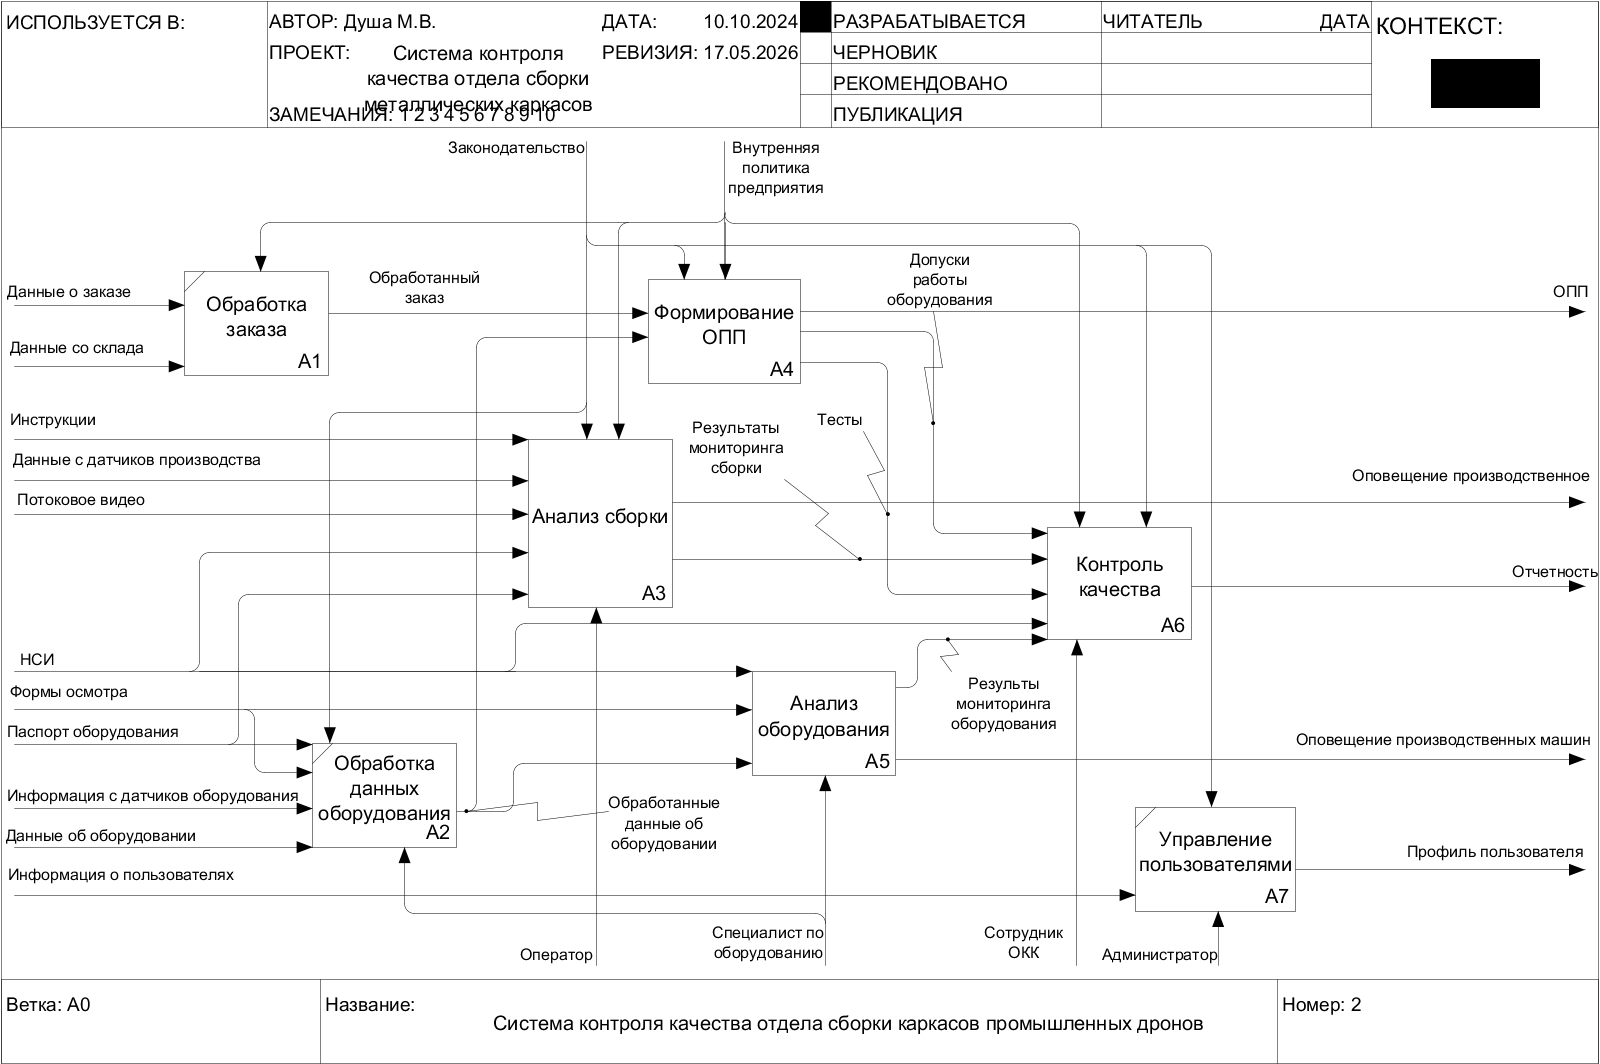 ИСПОЛЬЗУЕТСЯ В:
АВТОР: Душа М.В.
ДАТА: 10.10.2024
ПРОЕКТ: Система контроля
качества отдела сборки
металлических каркасов
РЕВИЗИЯ: 17.05.2026
ЗАМЕЧАНИЯ: 1 2 3 4 5 6 7 8 9 10
РАЗРАБАТЫВАЕТСЯ
ЧЕРНОВИК
РЕКОМЕНДОВАНО
ПУБЛИКАЦИЯ
ЧИТАТЕЛЬ
ДАТА
КОНТЕКСТ:
Законодательство
Внутренняя
политика
предприятия
Данные о заказе
Данные со склада
Обработка
заказа
A1
Обработанный
заказ
Формирование
ОПП
A4
Допуски
работы
оборудования
ОПП
Инструкции
Данные с датчиков производства
Потоковое видео
Анализ сборки
A3
Результаты
мониторинга
сборки
Тесты
Оповещение производственное
Контроль
качества
A6
Отчетность
НСИ
Формы осмотра
Паспорт оборудования
Информация с датчиков оборудования
Данные об оборудовании
Информация о пользователях
Обработка
данных
оборудования
A2
Обработанные
данные об
оборудовании
Анализ
оборудования
A5
Результы
мониторинга
оборудования
Оповещение производственных машин
Управление
пользователями
A7
Профиль пользователя
Оператор
Специалист по
оборудованию
Сотрудник
ОКК
Администратор
Ветка: A0
Название:
Система контроля качества отдела сборки каркасов промышленных дронов
Номер: 2